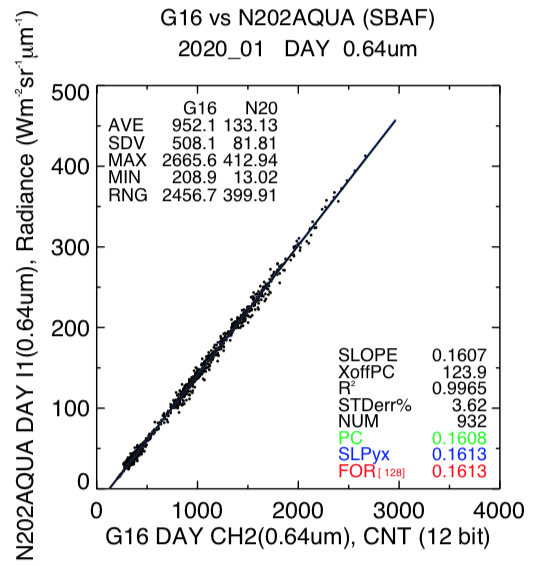 G16 vs N202AQUA (SBAF)
2020_01 DAY 0.64um
N202AQUA DAY I1(0.64um), Radiance (Wm⁻²sr⁻¹µm⁻¹)
500
400
300
200
100
0
G16 N20
AVE 952.1 133.13
SDV 508.1 81.81
MAX 2665.6 412.94
MIN 208.9 13.02
RNG 2456.7 399.91
SLOPE 0.1607
XoffPC 123.9
R² 0.9965
STDerr% 3.62
NUM 932
PC 0.1608
SLPyx 0.1613
FOR[ 128] 0.1613
0 1000 2000 3000 4000
G16 DAY CH2(0.64um), CNT (12 bit)